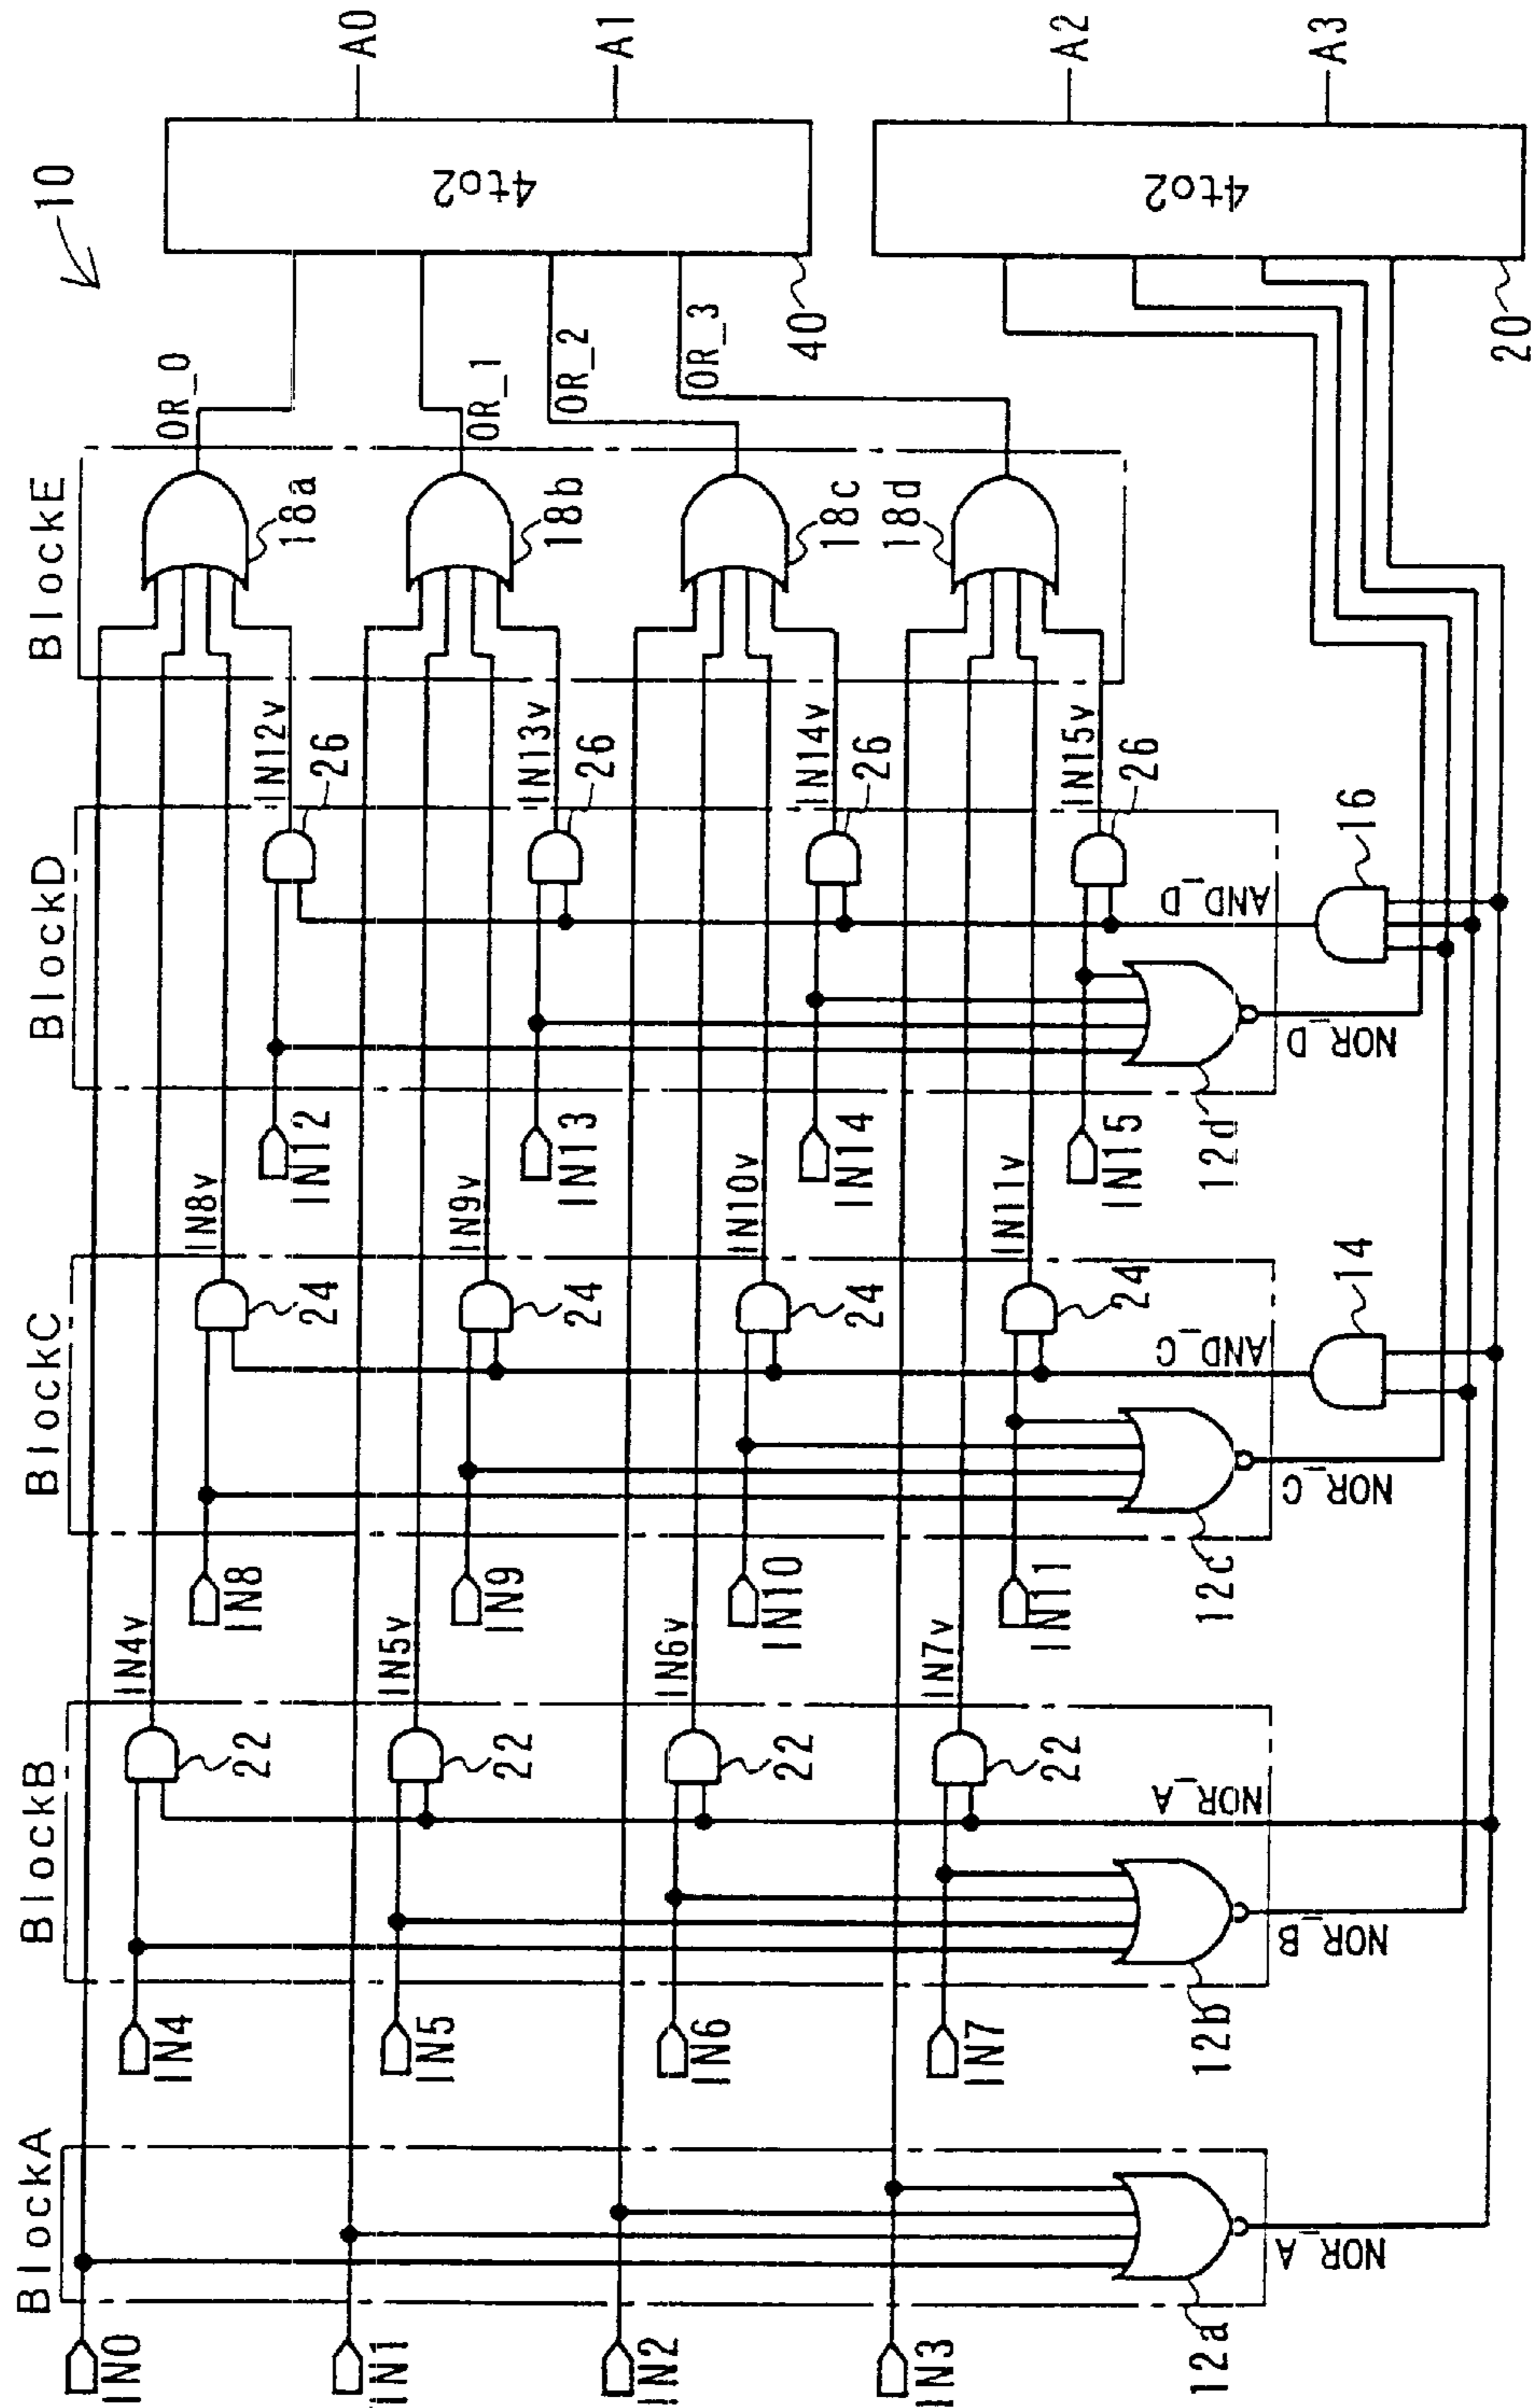 10
BlockA
BlockB
BlockC
BlockD
BlockE
IN0
IN1
IN2
IN3
12a
NOR_A
IN4
IN5
IN6
IN7
12b
NOR_B
NOR_A
22
22
22
22
IN4v
IN5v
IN6v
IN7v
IN8
IN9
IN10
IN11
12c
NOR_C
AND_C
14
24
24
24
24
IN8v
IN9v
IN10v
IN11v
IN12
IN13
IN14
IN15
12d
NOR_D
AND_D
16
26
26
26
26
IN12v
IN13v
IN14v
IN15v
18a
18b
18c
18d
OR_0
OR_1
OR_2
OR_3
4to2
40
4to2
20
A0
A1
A2
A3